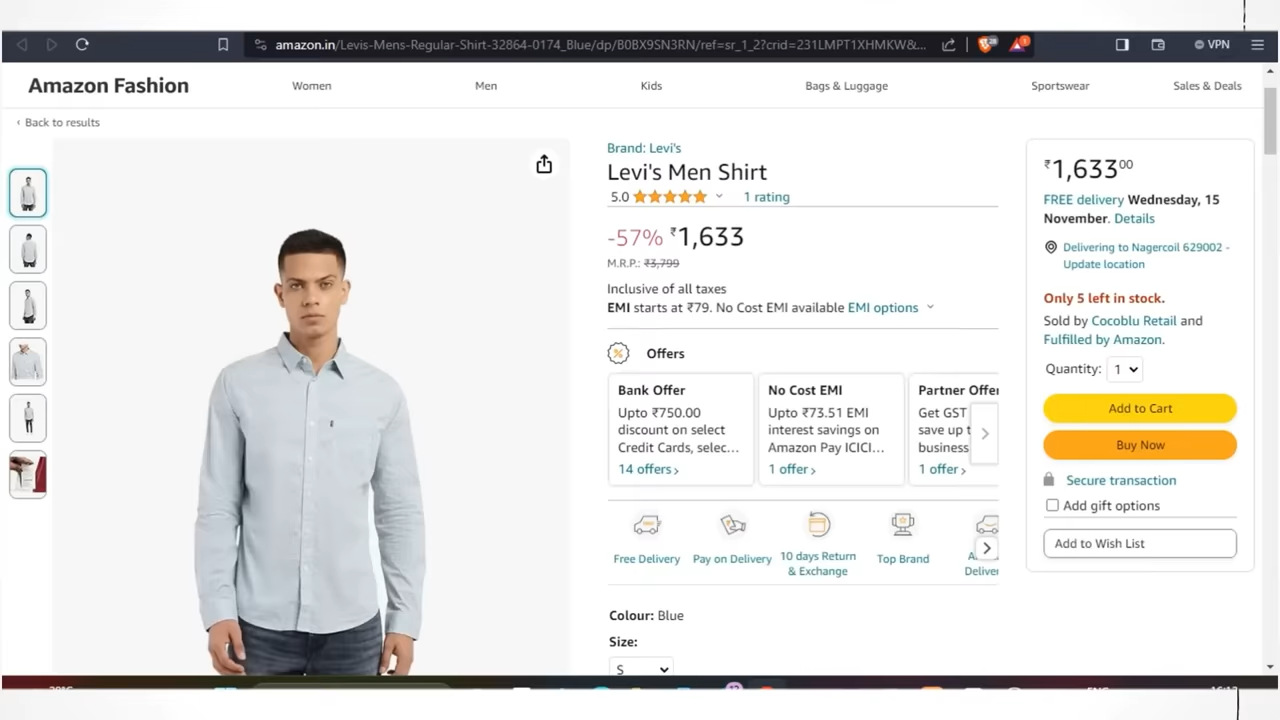 amazon.in/Levis-Mens-Regular-Shirt-32864-0174_Blue/dp/B0BX9SN3RN/ref=sr_1_2?crid=231LMPT1XHMKW&...
VPN
Amazon Fashion
Women
Men
Kids
Bags & Luggage
Sportswear
Sales & Deals
‹ Back to results
Brand: Levi's
Levi's Men Shirt
5.0
1 rating
-57% ₹1,633
M.R.P.: ₹3,799
Inclusive of all taxes
EMI starts at ₹79. No Cost EMI available EMI options
Offers
Bank Offer
Upto ₹750.00
discount on select
Credit Cards, selec...
14 offers ›
No Cost EMI
Upto ₹73.51 EMI
interest savings on
Amazon Pay ICICI...
1 offer ›
Partner Offer
Get GST
save up t
business
1 offer ›
Free Delivery
Pay on Delivery
10 days Return
& Exchange
Top Brand
Deliver
Colour: Blue
Size:
S
₹1,633.00
FREE delivery Wednesday, 15
November. Details
Delivering to Nagercoil 629002 -
Update location
Only 5 left in stock.
Sold by Cocoblu Retail and
Fulfilled by Amazon.
Quantity: 1
Add to Cart
Buy Now
Secure transaction
Add gift options
Add to Wish List